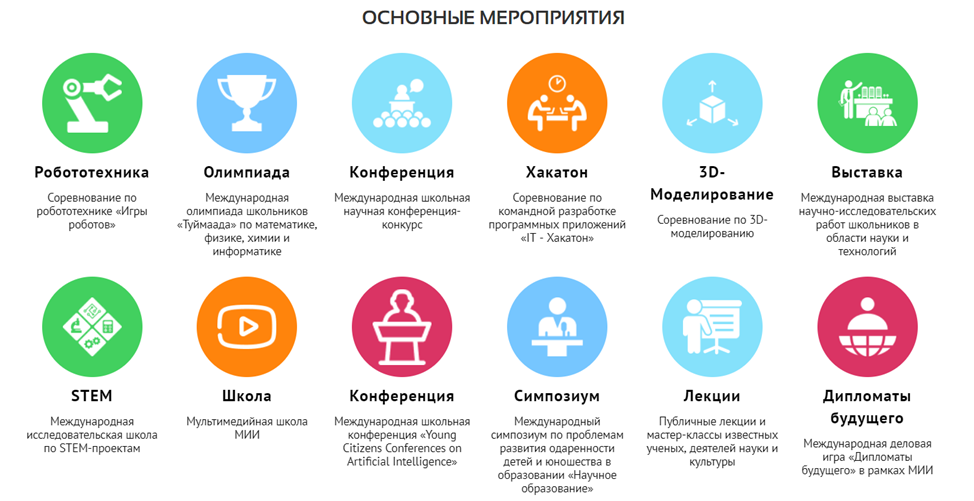 ОСНОВНЫЕ МЕРОПРИЯТИЯ
Робототехника
Соревнование по
робототехнике «Игры
роботов»
Олимпиада
Международная
олимпиада школьников
«Туймаада» по математике,
физике, химии и
информатике
Конференция
Международная школьная
научная конференция-
конкурс
Хакатон
Соревнование по
командной разработке
программных приложений
«IT - Хакатон»
3D-
Моделирование
Соревнование по 3D-
моделированию
Выставка
Международная выставка
научно-исследовательских
работ школьников в
области науки и
технологий
STEM
Международная
исследовательская школа
по STEM-проектам
Школа
Мультимедийная школа
МИИ
Конференция
Международная школьная
конференция «Young
Citizens Conferences on
Artificial Intelligence»
Симпозиум
Международный
симпозиум по проблемам
развития одаренности
детей и юношества в
образовании «Научное
образование»
Лекции
Публичные лекции и
мастер-классы известных
ученых, деятелей науки и
культуры
Дипломаты
будущего
Международная деловая
игра «Дипломаты
будущего» в рамках МИИ